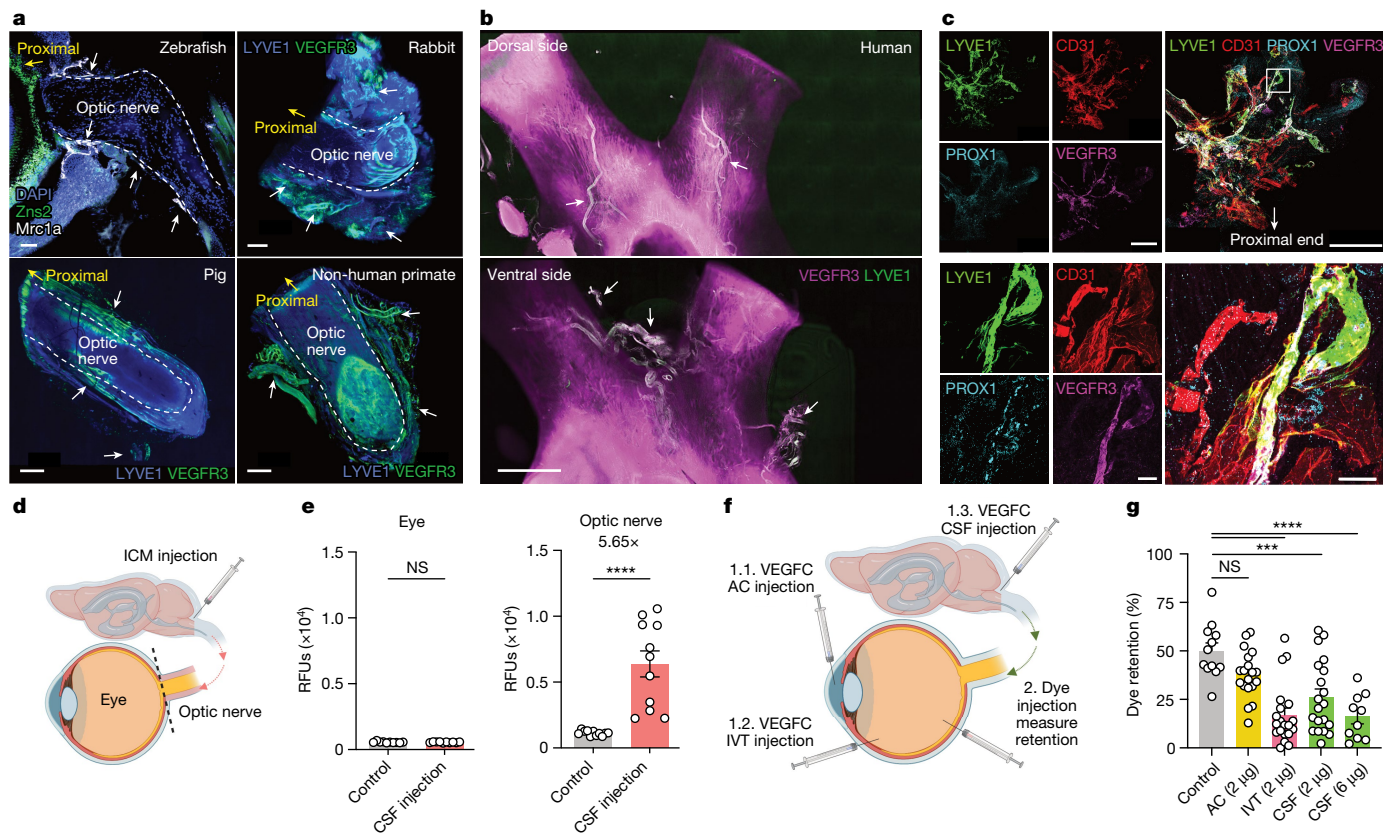 a
Proximal
Zebrafish
Optic nerve
DAPI
Zns2
Mrc1a
LYVE1 VEGFR3
Rabbit
Proximal
Optic nerve
Pig
Proximal
Optic
nerve
LYVE1 VEGFR3
Non-human primate
Proximal
Optic
nerve
LYVE1 VEGFR3
b
Dorsal side
Human
Ventral side
VEGFR3 LYVE1
c
LYVE1
CD31
PROX1
VEGFR3
LYVE1 CD31 PROX1 VEGFR3
Proximal end
LYVE1
CD31
PROX1
VEGFR3
d
ICM injection
Eye
Optic nerve
e
Eye
RFUs (×10⁴)
1.5
1.0
0.5
0
NS
Control
CSF injection
Optic nerve
5.65×
RFUs (×10⁴)
1.5
1.0
0.5
0
****
Control
CSF injection
f
1.3. VEGFC
CSF injection
1.1. VEGFC
AC injection
1.2. VEGFC
IVT injection
2. Dye
injection
measure
retention
g
Dye retention (%)
100
75
50
25
0
****
***
NS
Control
AC (2 μg)
IVT (2 μg)
CSF (2 μg)
CSF (6 μg)